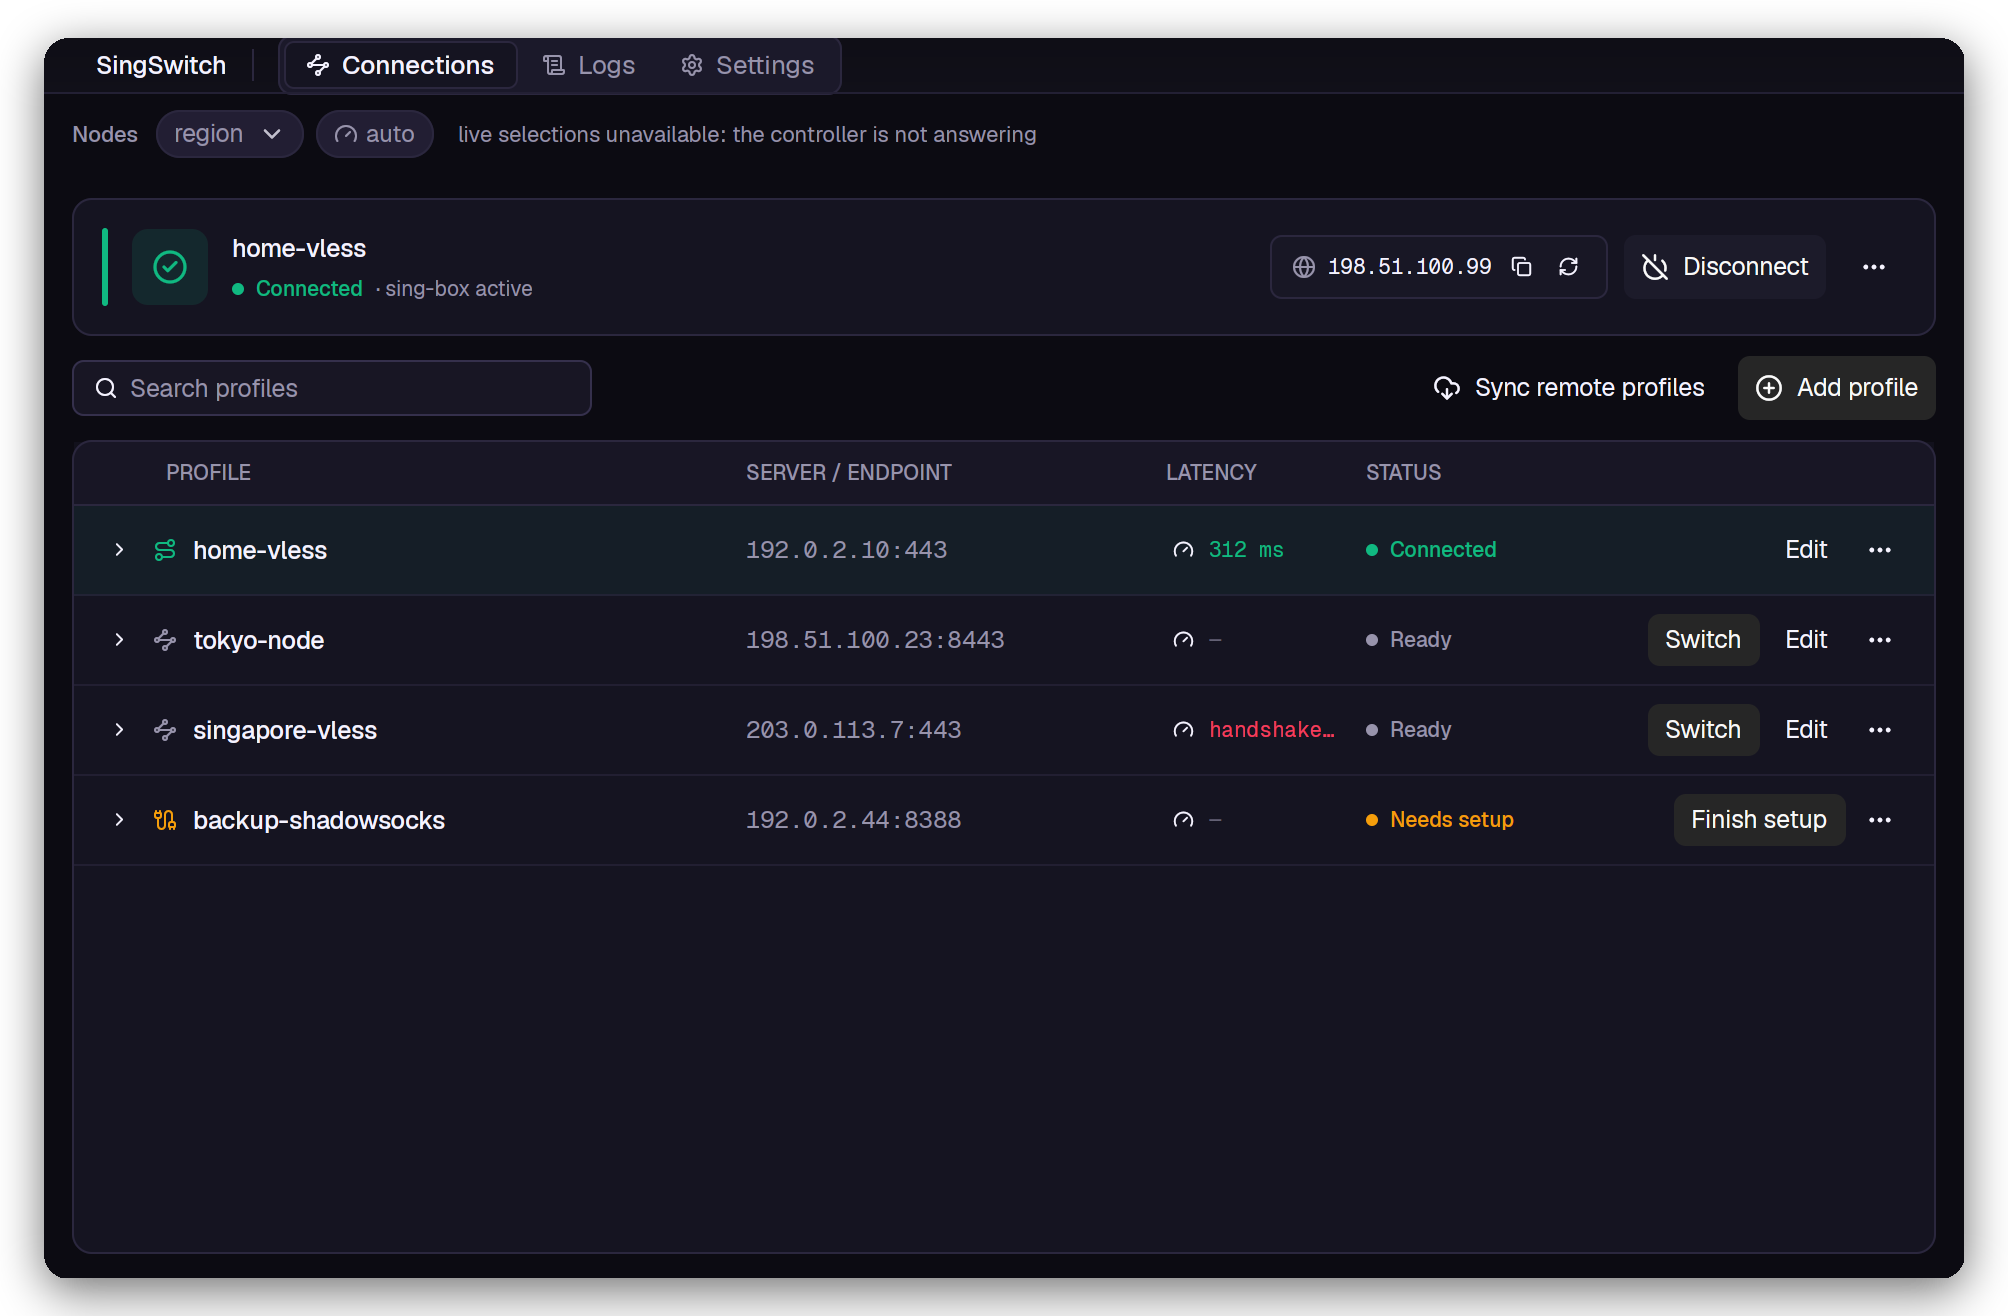 SingSwitch Connections Logs Settings
Nodes region auto live selections unavailable: the controller is not answering
home-vless
Connected · sing-box active
198.51.100.99 Disconnect
Search profiles Sync remote profiles Add profile
PROFILE SERVER / ENDPOINT LATENCY STATUS
home-vless 192.0.2.10:443 312 ms Connected Edit
tokyo-node 198.51.100.23:8443 – Ready Switch Edit
singapore-vless 203.0.113.7:443 handshake… Ready Switch Edit
backup-shadowsocks 192.0.2.44:8388 – Needs setup Finish setup